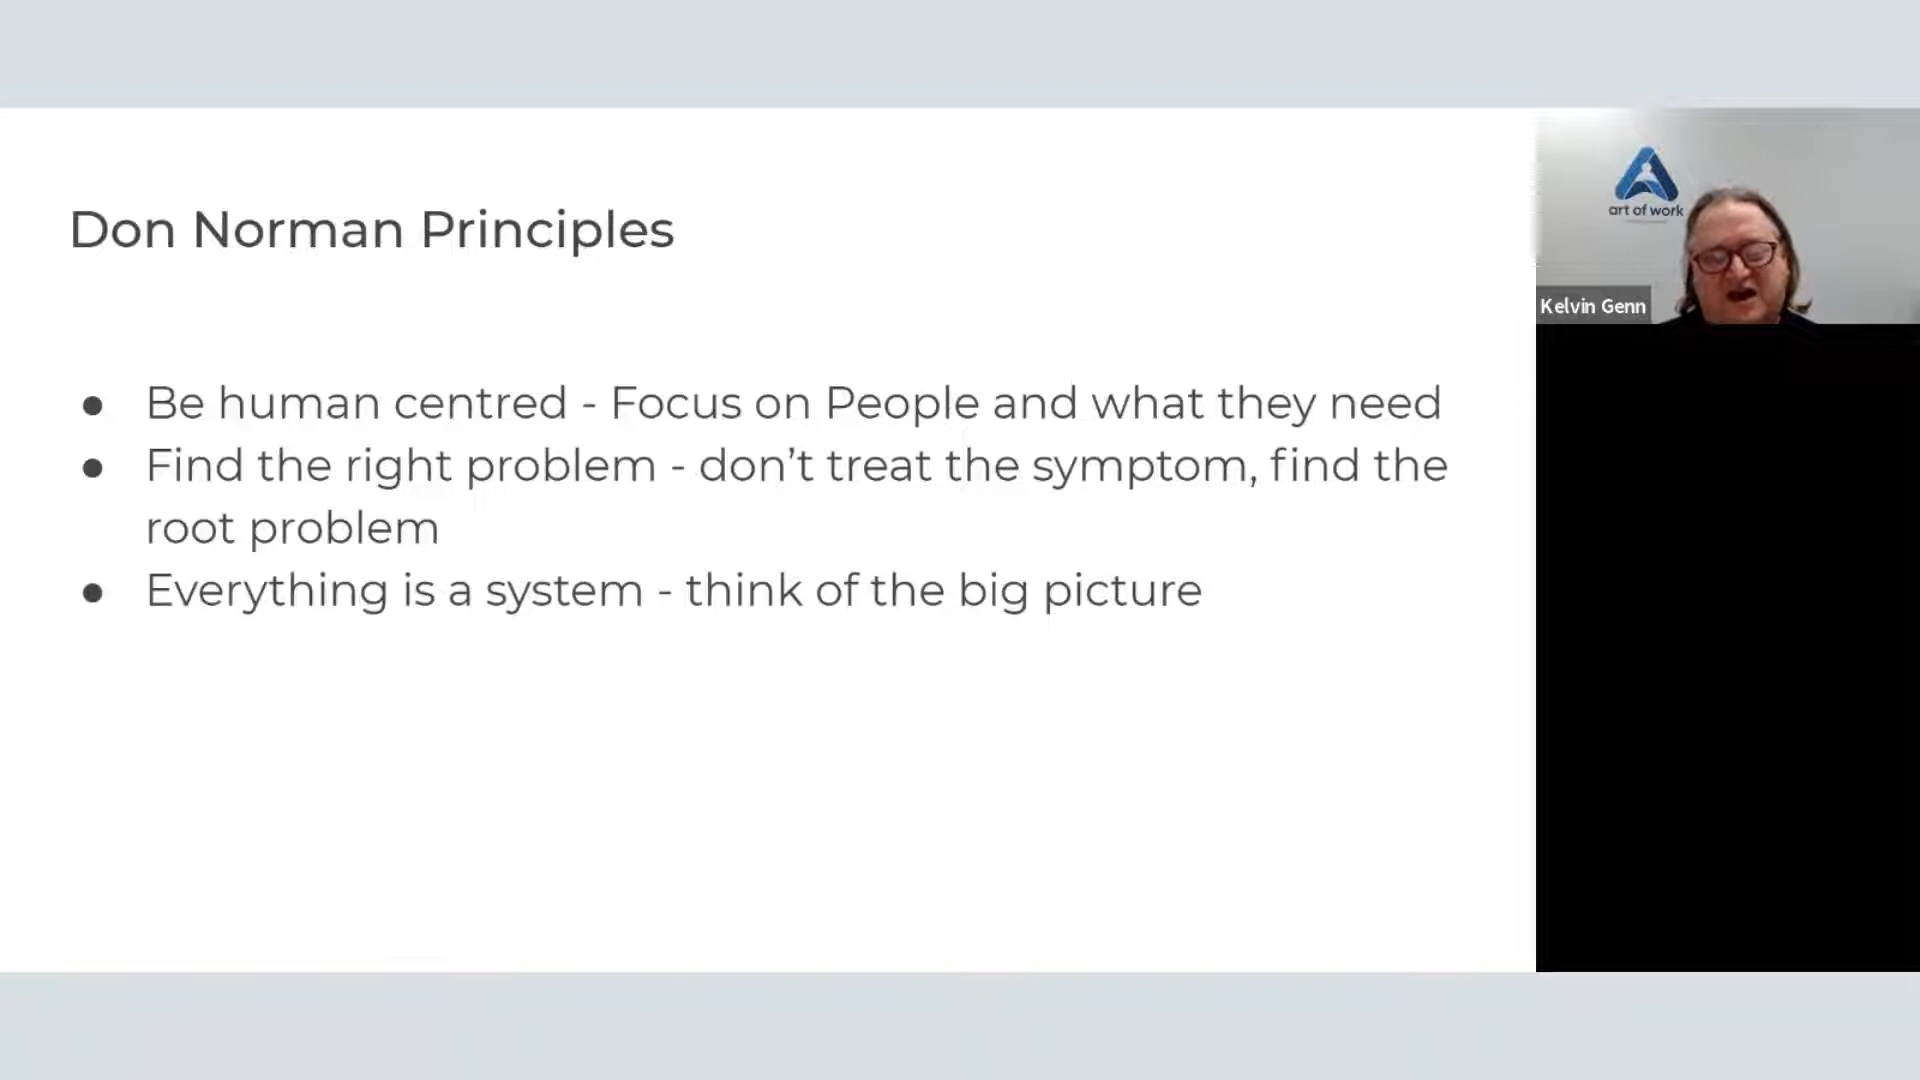 Don Norman Principles
● Be human centred - Focus on People and what they need
● Find the right problem - don’t treat the symptom, find the
root problem
● Everything is a system - think of the big picture
art of work
Kelvin Genn